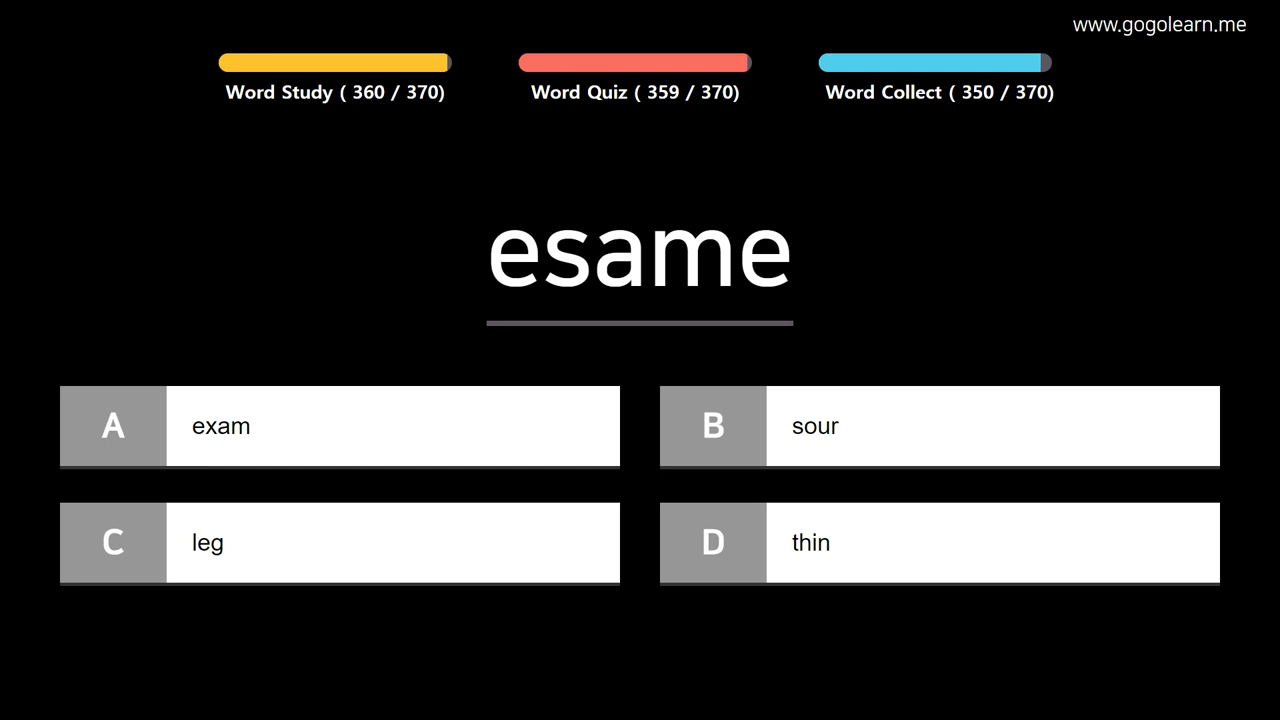 www.gogolearn.me
Word Study ( 360 / 370)
Word Quiz ( 359 / 370)
Word Collect ( 350 / 370)
esame
A exam
B sour
C leg
D thin